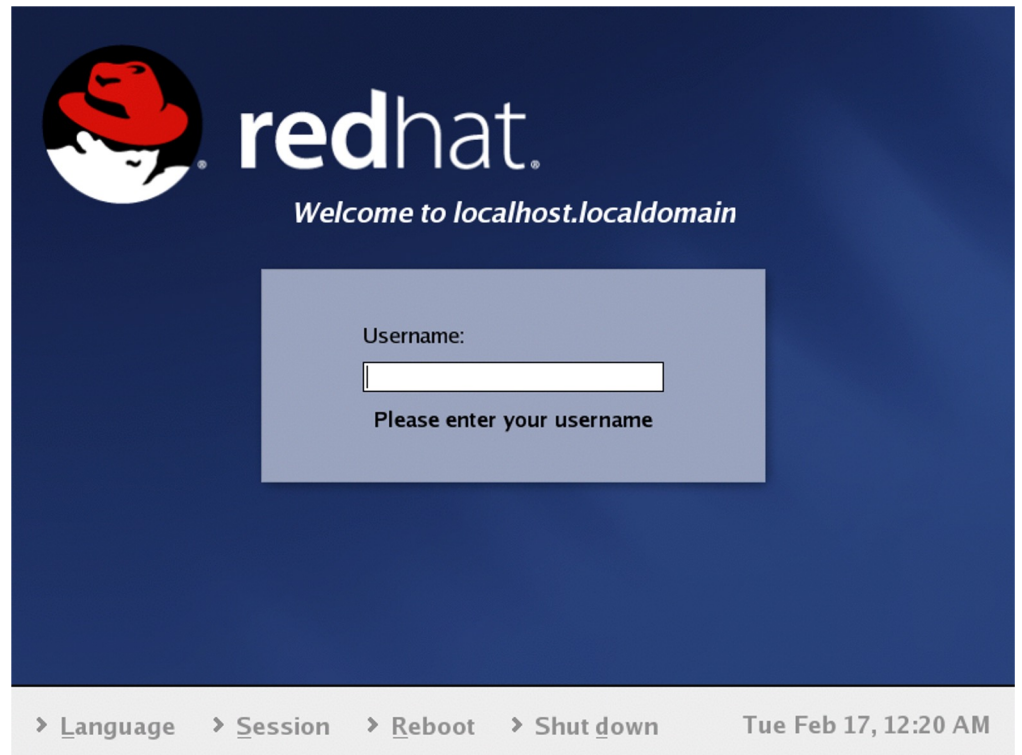 redhat.
Welcome to localhost.localdomain
Username:
Please enter your username
Language Session Reboot Shut down Tue Feb 17, 12:20 AM